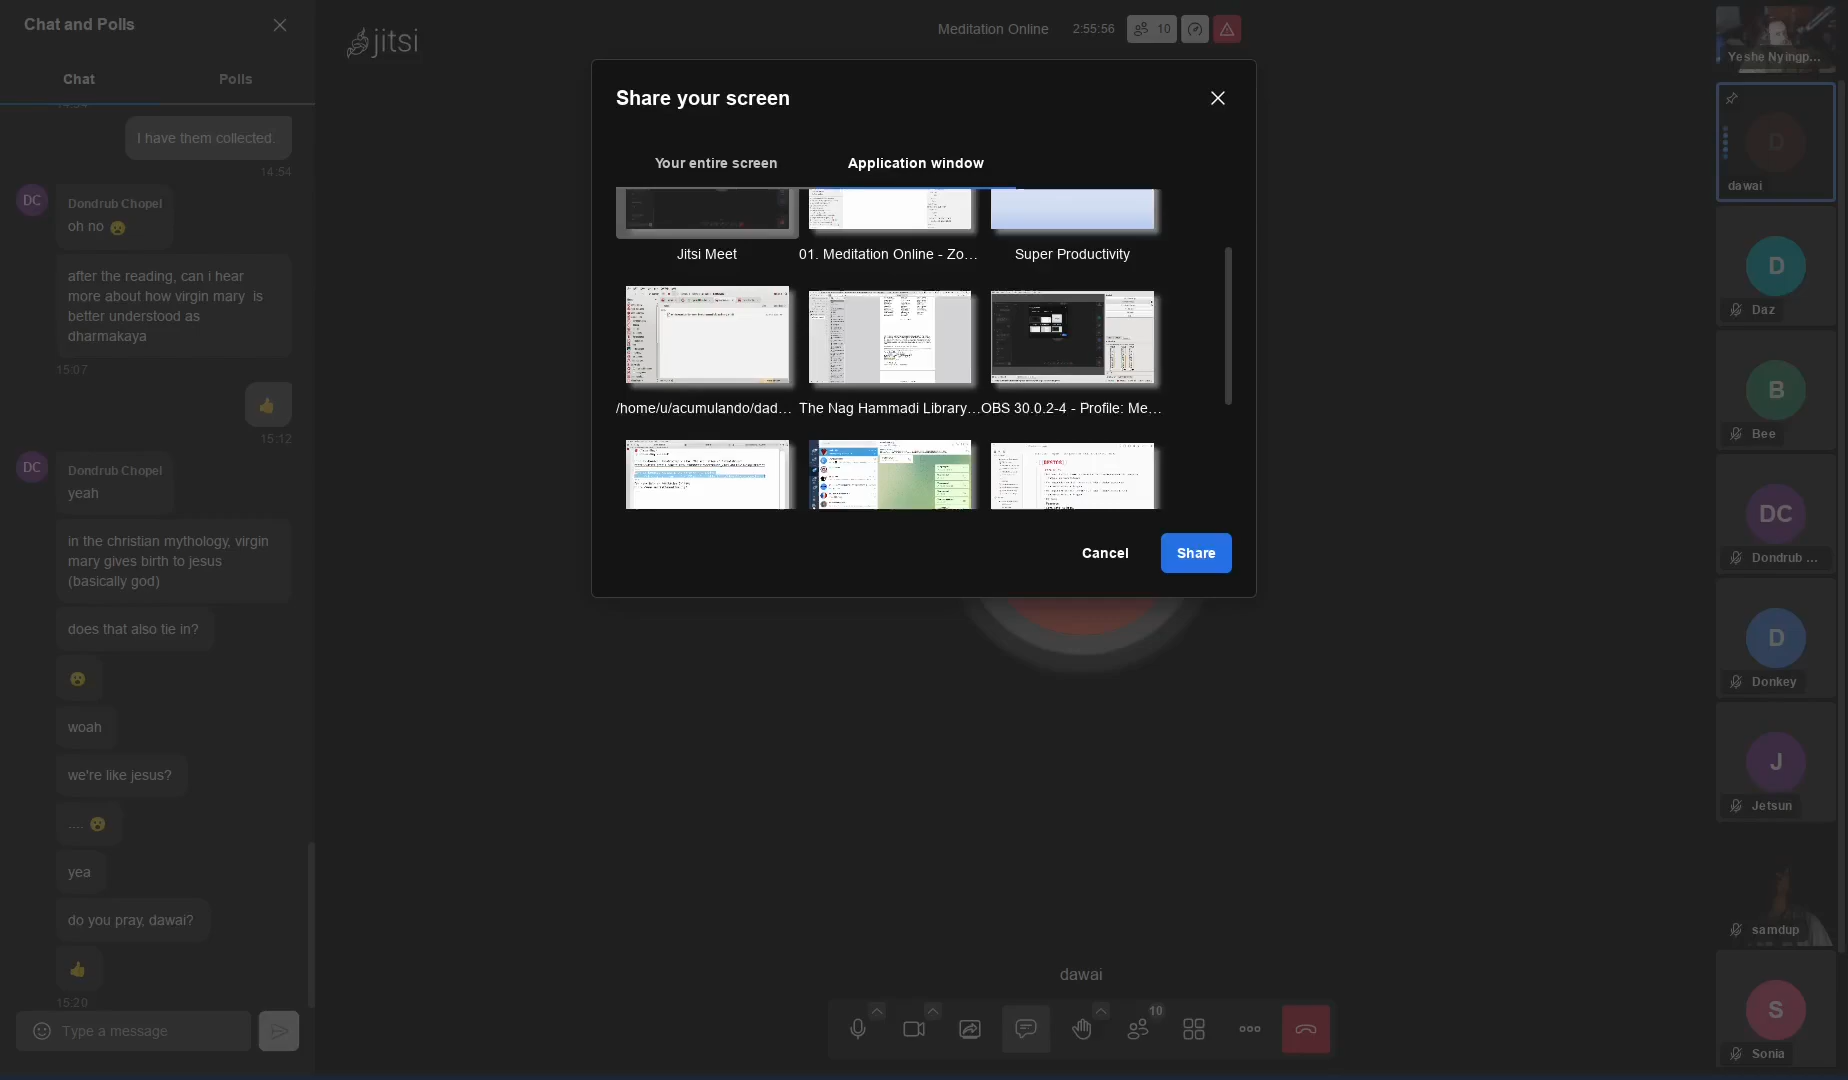 Chat and Polls
Chat
Polls
I have them collected.
14:54
DC
Dondrub Chopel
oh no 😧
after the reading, can i hear
more about how virgin mary is
better understood as
dharmakaya
15:07
👍
15:12
DC
Dondrub Chopel
yeah
in the christian mythology, virgin
mary gives birth to jesus
(basically god)
does that also tie in?
😮
woah
we're like jesus?
.... 😮
yea
do you pray, dawai?
👍
15:29
Type a message
jitsi
Meditation Online
2:55:56
10
Share your screen
Your entire screen
Application window
Jitsi Meet
01. Meditation Online - Zo...
Super Productivity
/home/u/acumulando/dad...
The Nag Hammadi Library...
OBS 30.0.2-4 - Profile: Me...
Cancel
Share
dawai
10
Yeshe Nyingp...
D
dawai
D
Daz
B
Bee
DC
Dondrub ...
D
Donkey
J
Jetsun
samdup
S
Sonia